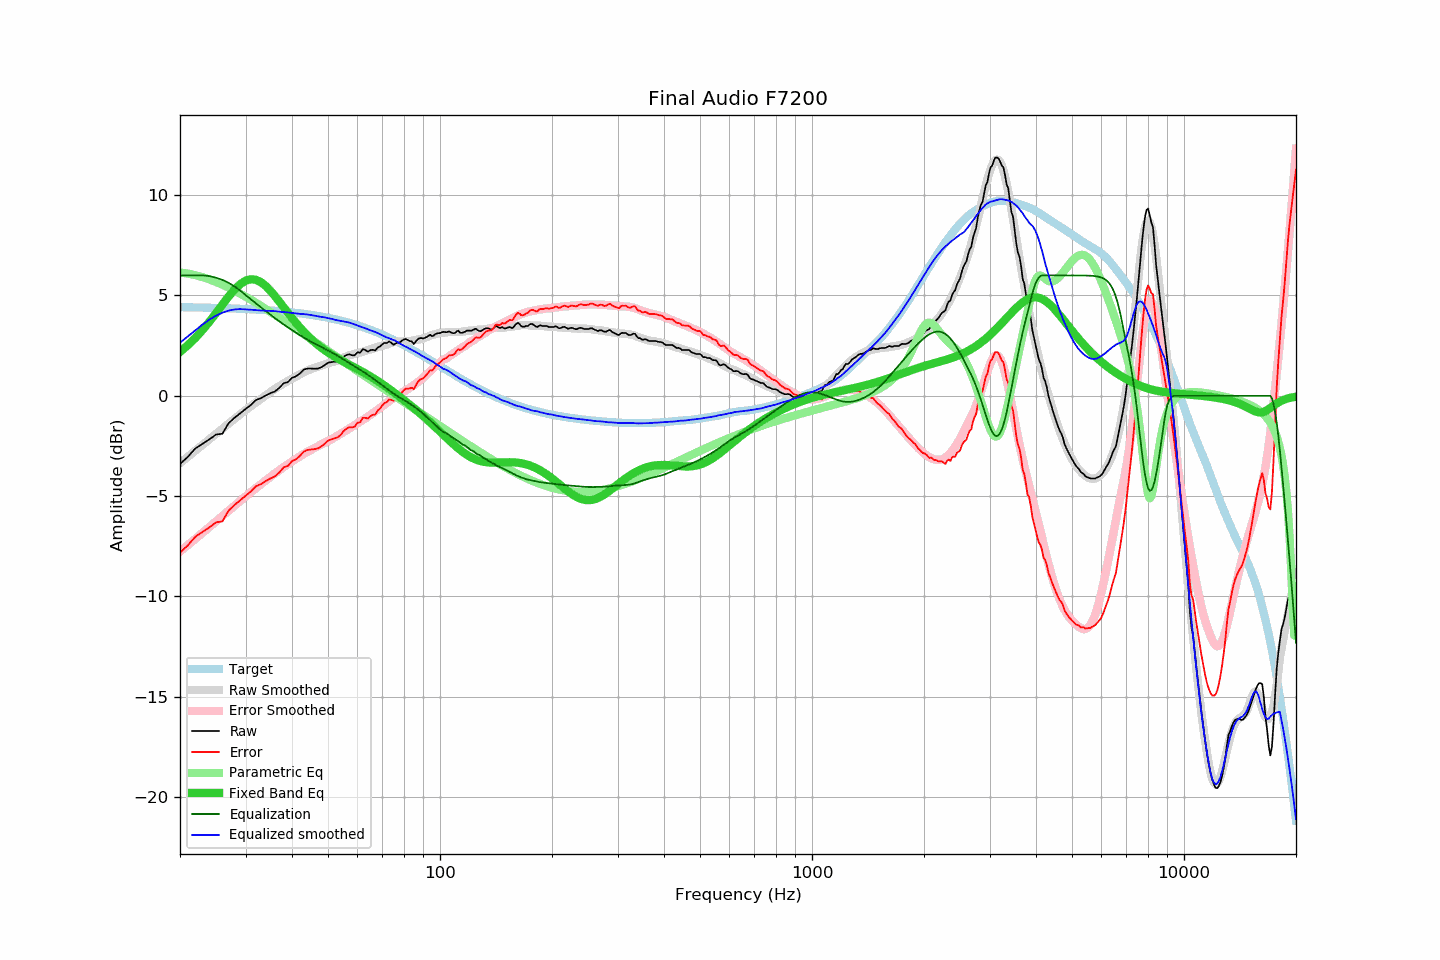 Final Audio F7200
10
5
0
−5
−10
−15
−20
Amplitude (dBr)
Target
Raw Smoothed
Error Smoothed
Raw
Error
Parametric Eq
Fixed Band Eq
Equalization
Equalized smoothed
100
1000
10000
Frequency (Hz)